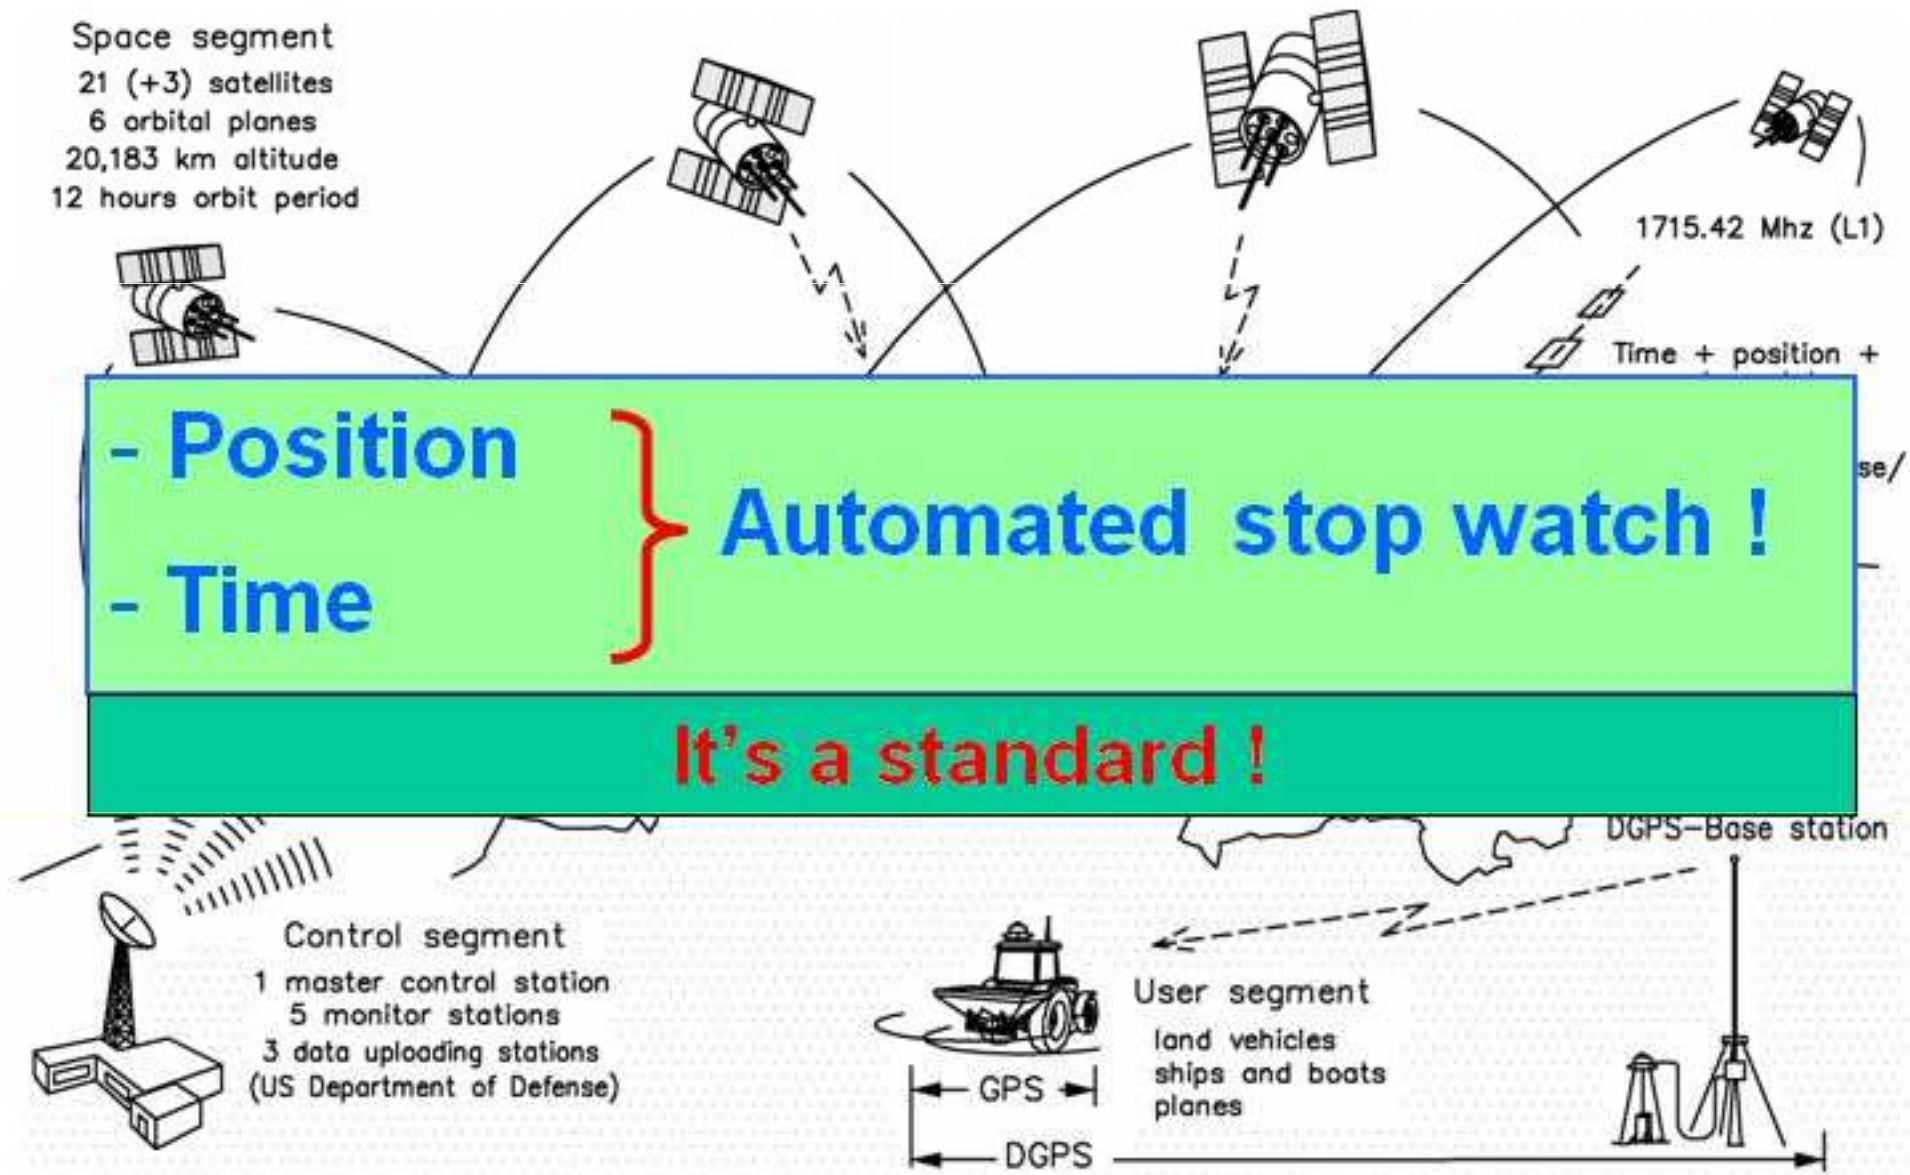 Space segment
21 (+3) satellites
6 orbital planes
20,183 km altitude
12 hours orbit period
1715.42 Mhz (L1)
Time + position +
se/
- Position
- Time
Automated stop watch !
It's a standard !
DGPS-Base station
Control segment
1 master control station
5 monitor stations
3 data uploading stations
(US Department of Defense)
User segment
land vehicles
ships and boats
planes
GPS
DGPS